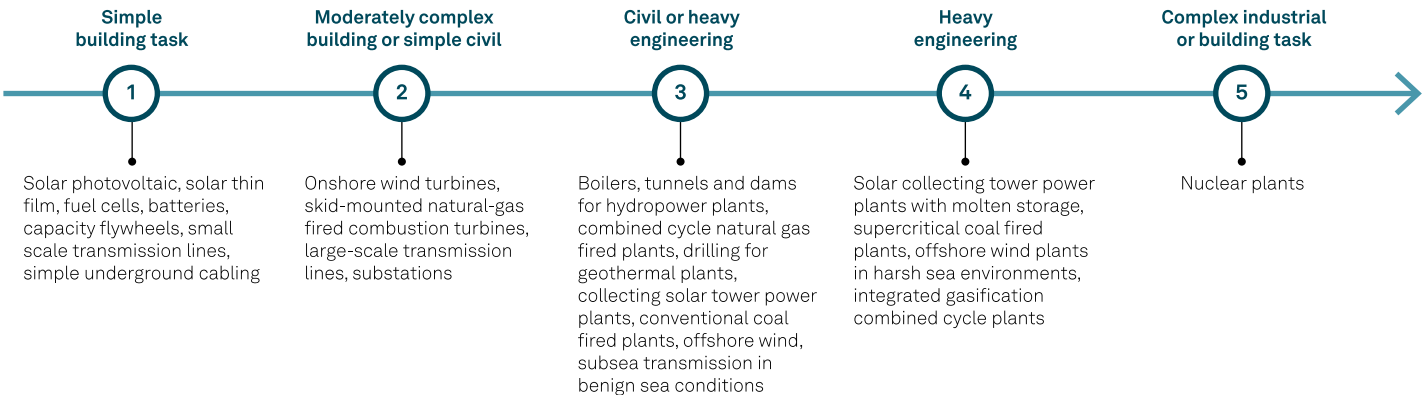 Simple
building task
1
Solar photovoltaic, solar thin
film, fuel cells, batteries,
capacity flywheels, small
scale transmission lines,
simple underground cabling
Moderately complex
building or simple civil
2
Onshore wind turbines,
skid-mounted natural-gas
fired combustion turbines,
large-scale transmission
lines, substations
Civil or heavy
engineering
3
Boilers, tunnels and dams
for hydropower plants,
combined cycle natural gas
fired plants, drilling for
geothermal plants,
collecting solar tower power
plants, conventional coal
fired plants, offshore wind,
subsea transmission in
benign sea conditions
Heavy
engineering
4
Solar collecting tower power
plants with molten storage,
supercritical coal fired
plants, offshore wind plants
in harsh sea environments,
integrated gasification
combined cycle plants
Complex industrial
or building task
5
Nuclear plants